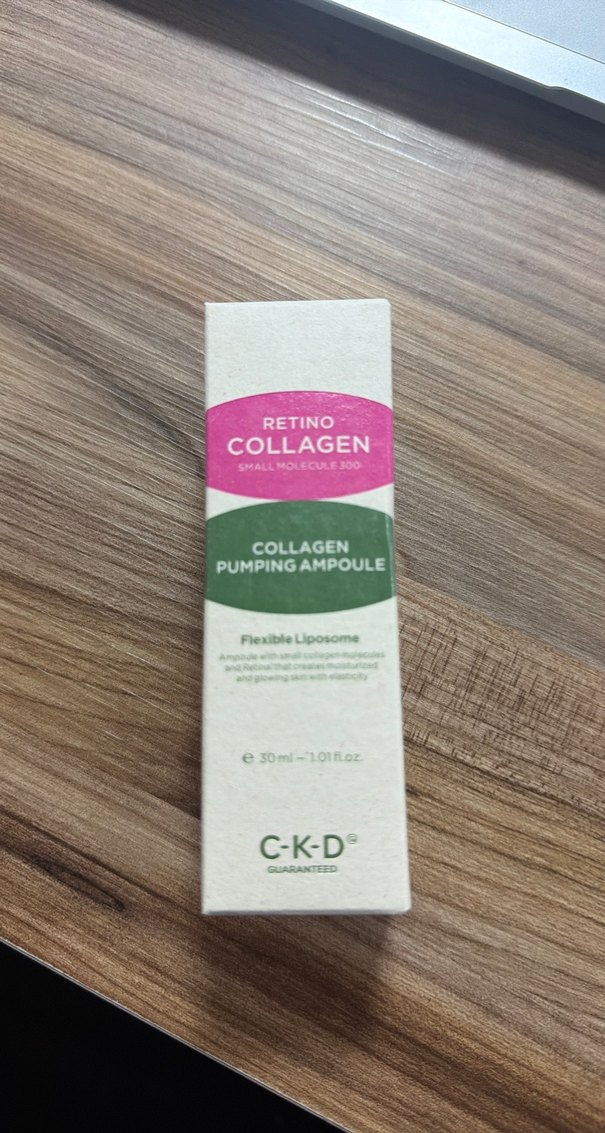 RETINO
COLLAGEN
SMALL MOLECULE 300
COLLAGEN
PUMPING AMPOULE
Flexible Liposome
Ampoule with small collagen molecules
and Retinal that creates moisturized
and glowing skin with elasticity
℮ 30 ml – 1.01 fl.oz.
C-K-D
GUARANTEED